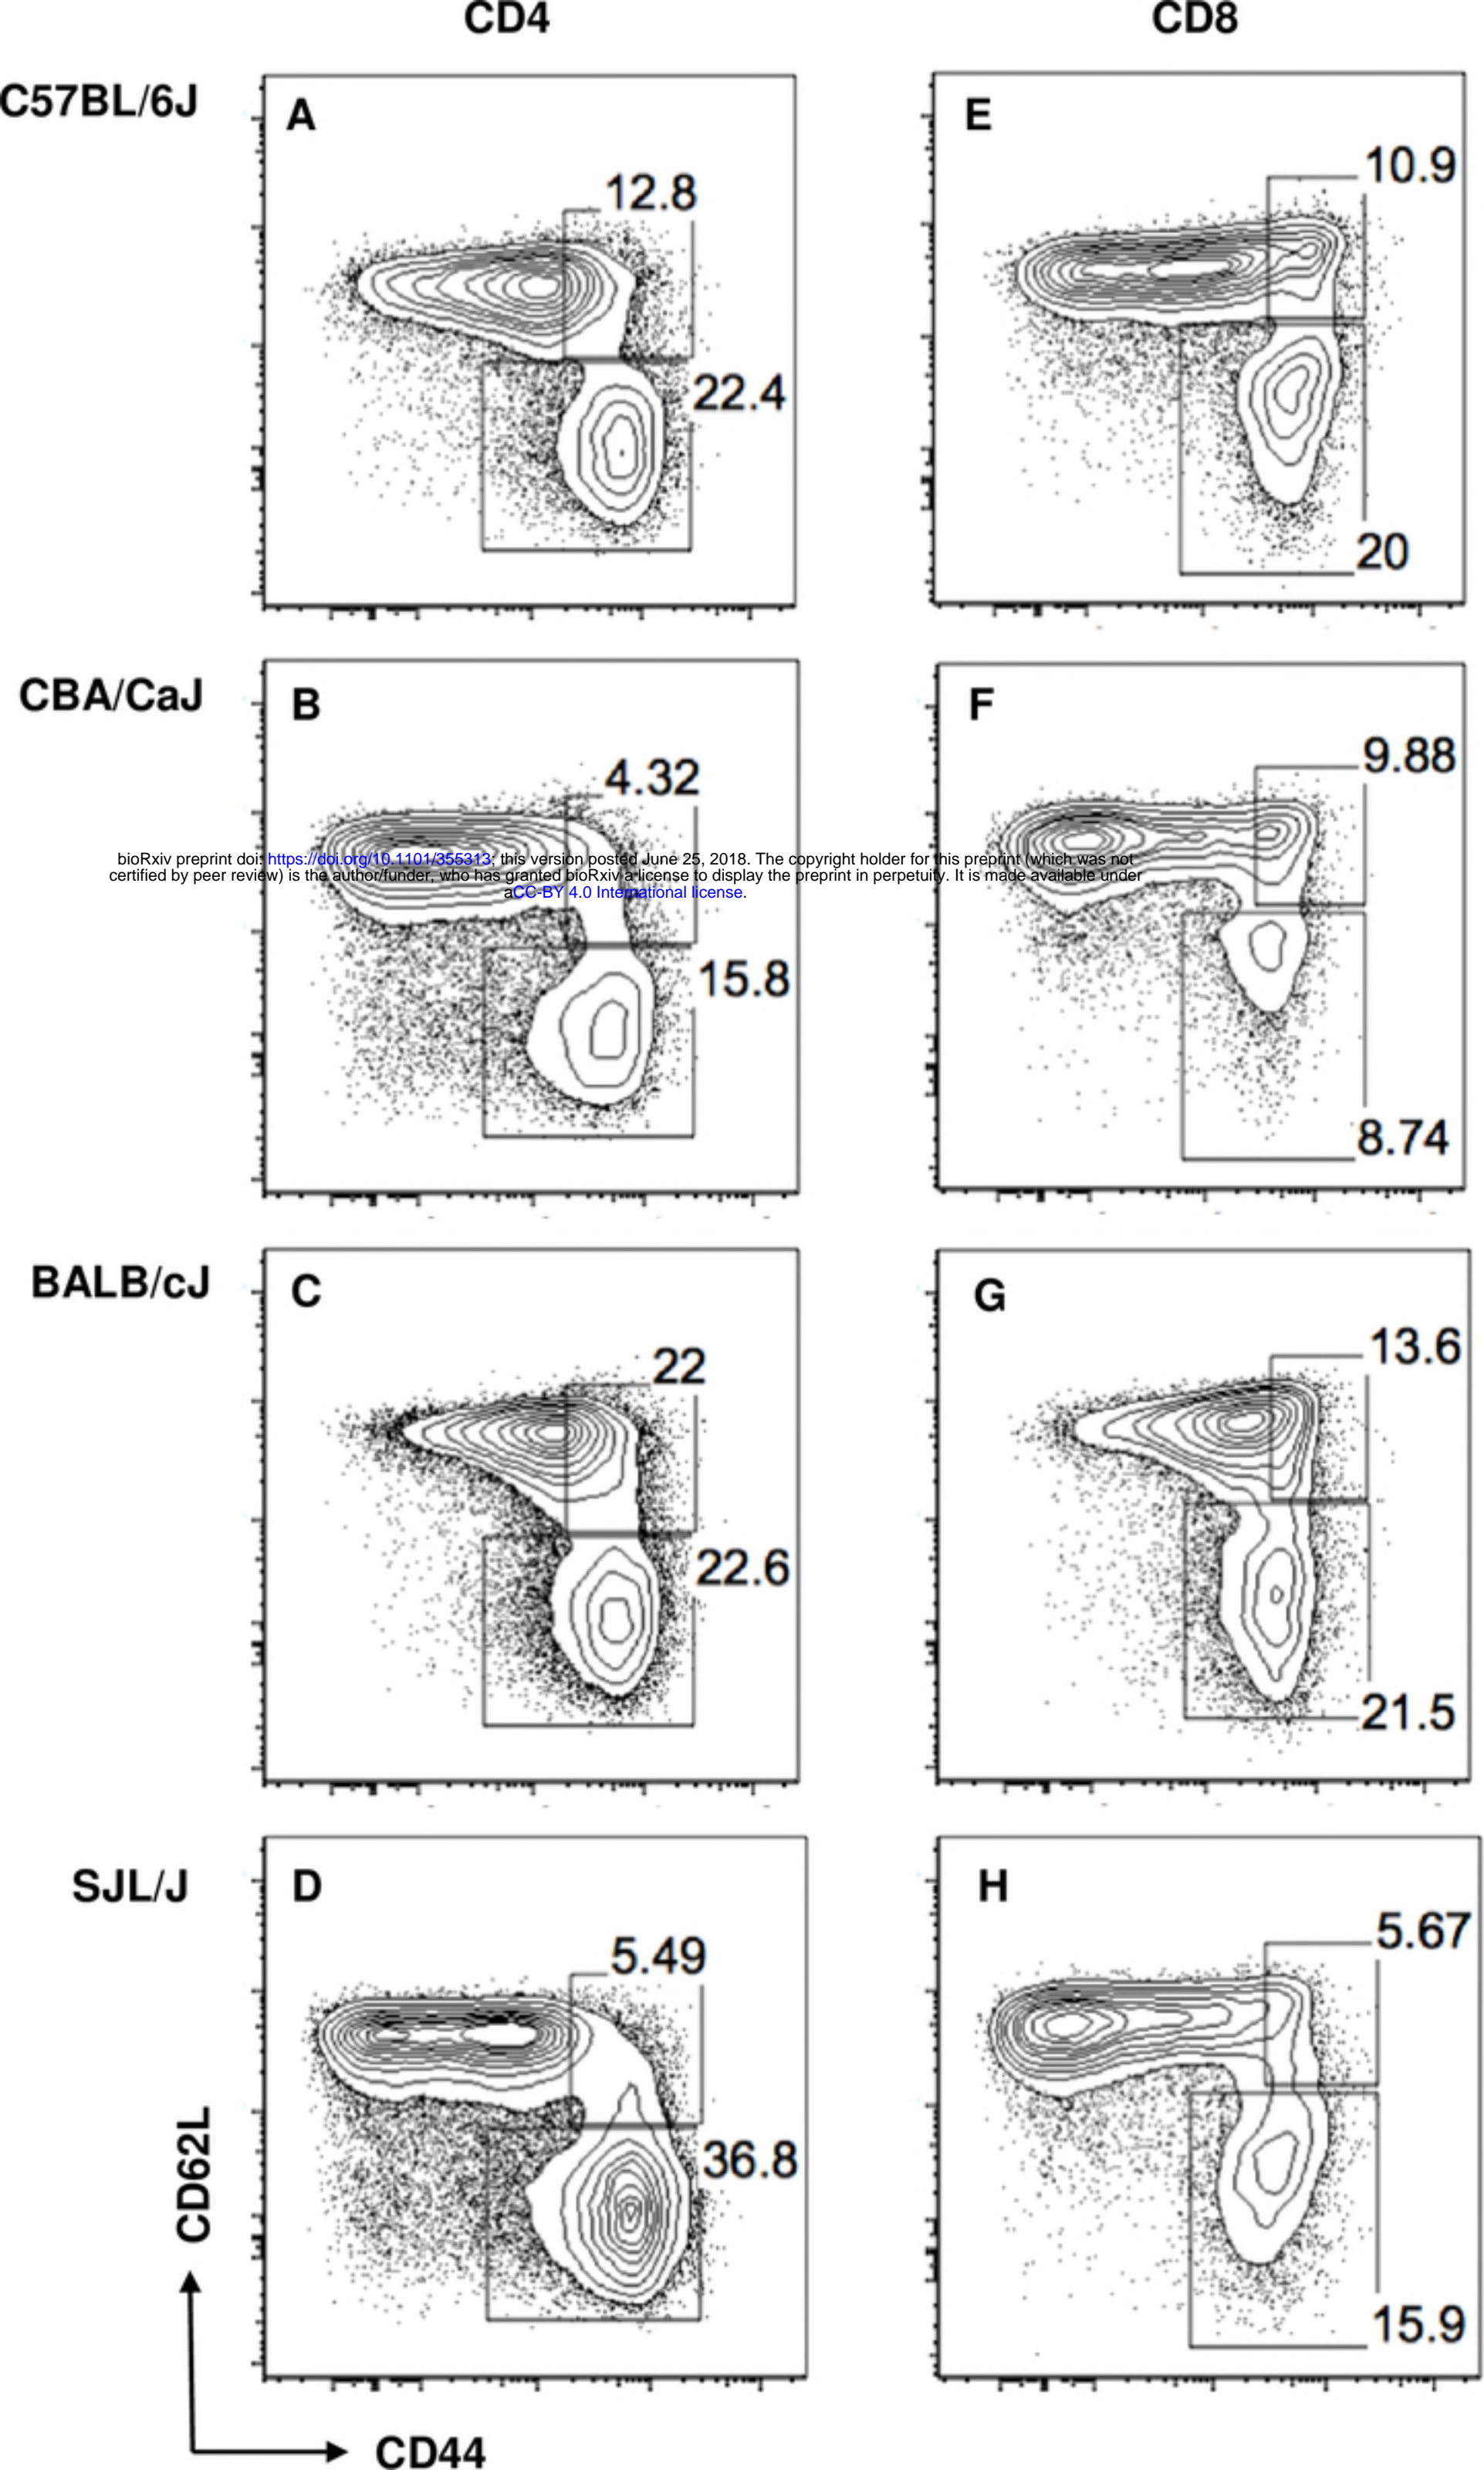 CD4
CD8
C57BL/6J
A
12.8
22.4
E
10.9
20
CBA/CaJ
B
4.32
15.8
F
9.88
8.74
bioRxiv preprint doi: https://doi.org/10.1101/355313; this version posted June 25, 2018. The copyright holder for this preprint (which was not
certified by peer review) is the author/funder, who has granted bioRxiv a license to display the preprint in perpetuity. It is made available under
aCC-BY 4.0 International license.
BALB/cJ
C
22
22.6
G
13.6
21.5
SJL/J
D
5.49
36.8
H
5.67
15.9
CD62L
CD44